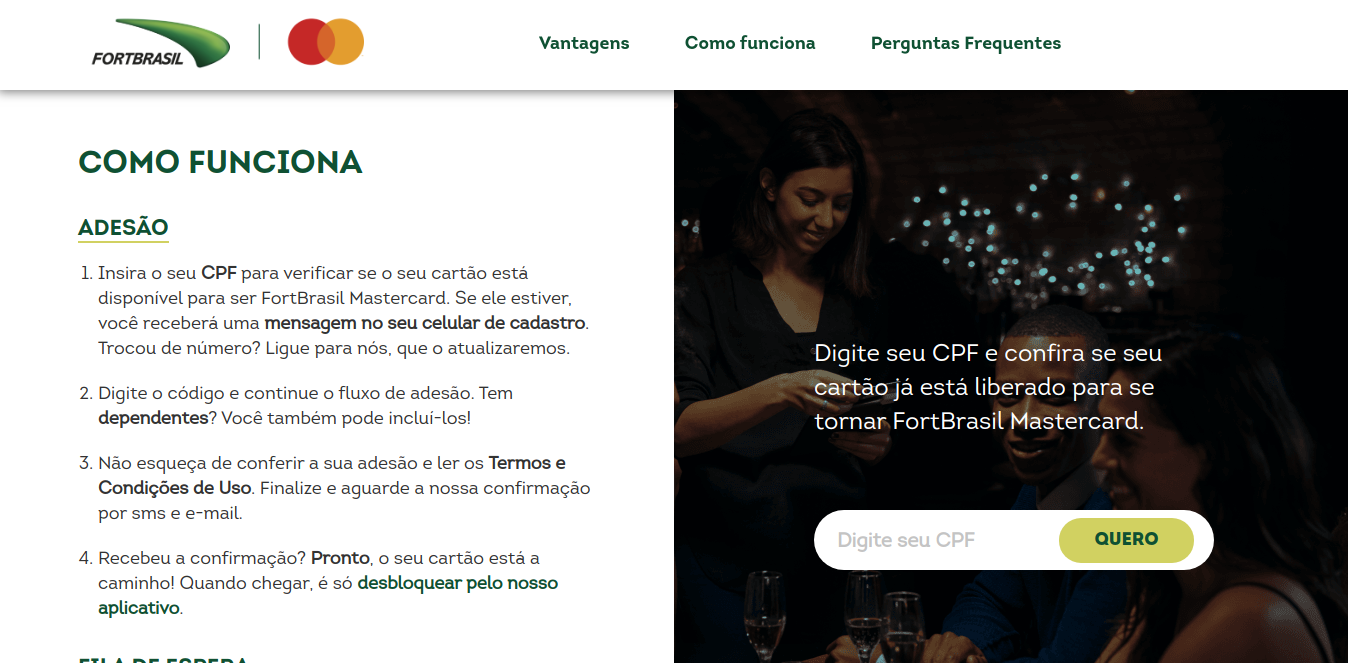 FORTBRASIL
Vantagens
Como funciona
Perguntas Frequentes
COMO FUNCIONA
ADESÃO
1. Insira o seu CPF para verificar se o seu cartão está
disponível para ser FortBrasil Mastercard. Se ele estiver,
você receberá uma mensagem no seu celular de cadastro.
Trocou de número? Ligue para nós, que o atualizaremos.
2. Digite o código e continue o fluxo de adesão. Tem
dependentes? Você também pode incluí-los!
3. Não esqueça de conferir a sua adesão e ler os Termos e
Condições de Uso. Finalize e aguarde a nossa confirmação
por sms e e-mail.
4. Recebeu a confirmação? Pronto, o seu cartão está a
caminho! Quando chegar, é só desbloquear pelo nosso
aplicativo.
FILA DE ESPERA
Digite seu CPF e confira se seu
cartão já está liberado para se
tornar FortBrasil Mastercard.
Digite seu CPF
QUERO